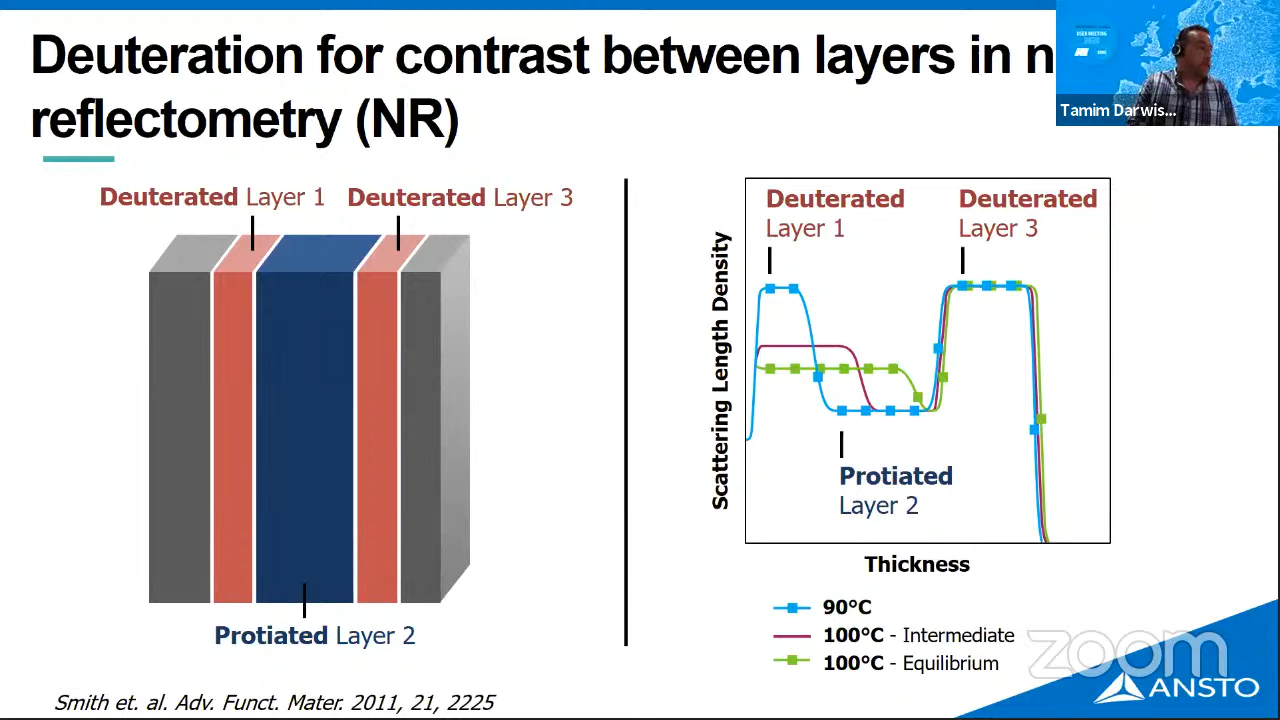 Deuteration for contrast between layers in n
reflectometry (NR)
USER MEETING
Tamim Darwis...
Deuterated Layer 1
Deuterated Layer 3
Protiated Layer 2
Smith et. al. Adv. Funct. Mater. 2011, 21, 2225
Scattering Length Density
Deuterated
Layer 1
Deuterated
Layer 3
Protiated
Layer 2
Thickness
90°C
100°C - Intermediate
100°C - Equilibrium
zoom
ANSTO